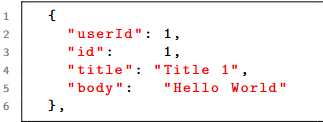 1 {
2 "userId": 1,
3 "id": 1,
4 "title": "Title 1",
5 "body": "Hello World"
6 },